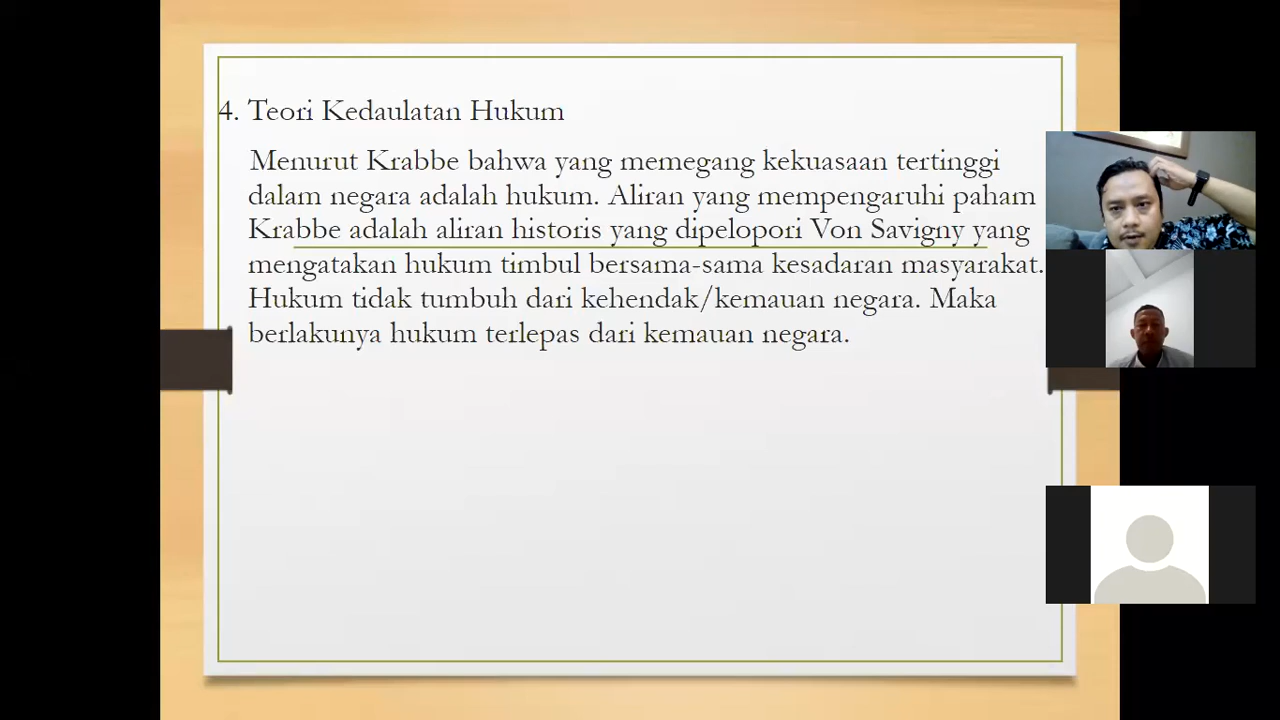 4. Teori Kedaulatan Hukum
Menurut Krabbe bahwa yang memegang kekuasaan tertinggi
dalam negara adalah hukum. Aliran yang mempengaruhi paham
Krabbe adalah aliran historis yang dipelopori Von Savigny yang
mengatakan hukum timbul bersama-sama kesadaran masyarakat.
Hukum tidak tumbuh dari kehendak/kemauan negara. Maka
berlakunya hukum terlepas dari kemauan negara.